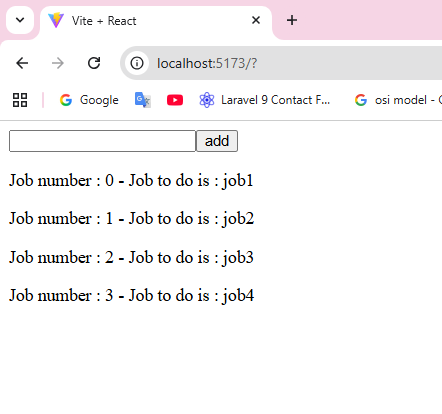 Vite + React
localhost:5173/?
Google
Laravel 9 Contact F...
osi model - G
add
Job number : 0 - Job to do is : job1
Job number : 1 - Job to do is : job2
Job number : 2 - Job to do is : job3
Job number : 3 - Job to do is : job4